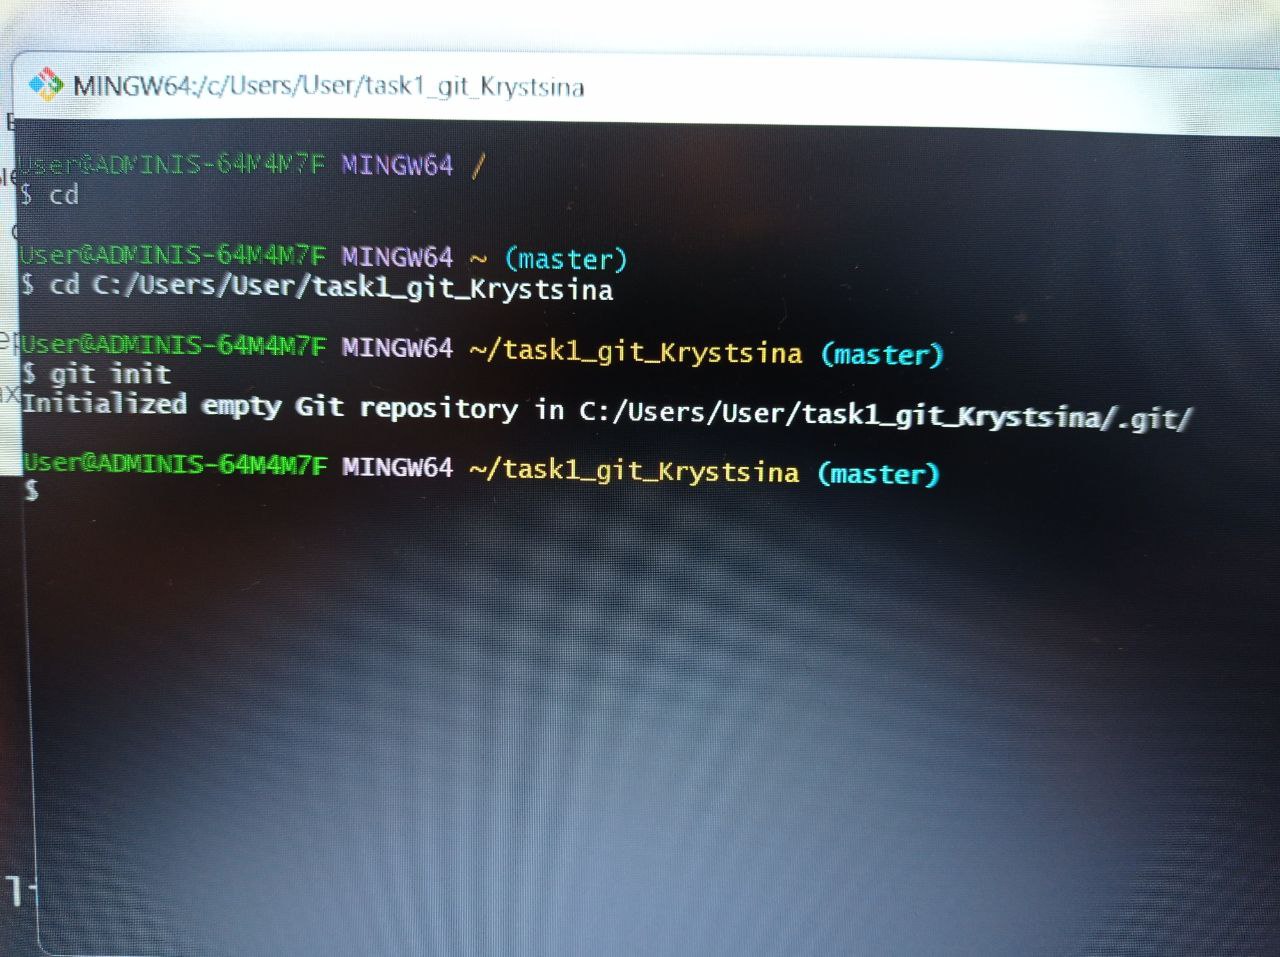 MINGW64:/c/Users/User/task1_git_Krystsina
User@ADMINIS-64M4M7F MINGW64 /
$ cd
User@ADMINIS-64M4M7F MINGW64 ~ (master)
$ cd C:/Users/User/task1_git_Krystsina
User@ADMINIS-64M4M7F MINGW64 ~/task1_git_Krystsina (master)
$ git init
Initialized empty Git repository in C:/Users/User/task1_git_Krystsina/.git/
User@ADMINIS-64M4M7F MINGW64 ~/task1_git_Krystsina (master)
$